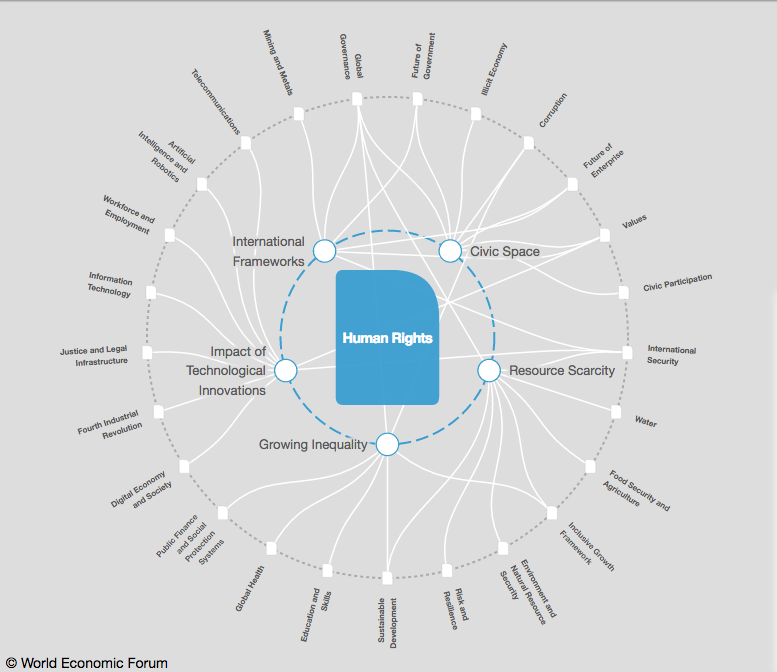 Mining and Metals
Global
Governance
Future of
Government
Illicit Economy
Corruption
Future of
Enterprise
Values
Civic Participation
International
Security
Water
Food Security and
Agriculture
Inclusive Growth
Framework
Environment and
Natural Resource
Security
Risk and
Resilience
Sustainable
Development
Education and
Skills
Global Health
Public Finance
and Social
Protection
Systems
Digital Economy
and Society
Fourth Industrial
Revolution
Justice and Legal
Infrastructure
Information
Technology
Workforce and
Employment
Artificial
Intelligence and
Robotics
Telecommunications
International
Frameworks
Civic Space
Human Rights
Impact of
Technological
Innovations
Resource Scarcity
Growing Inequality
© World Economic Forum